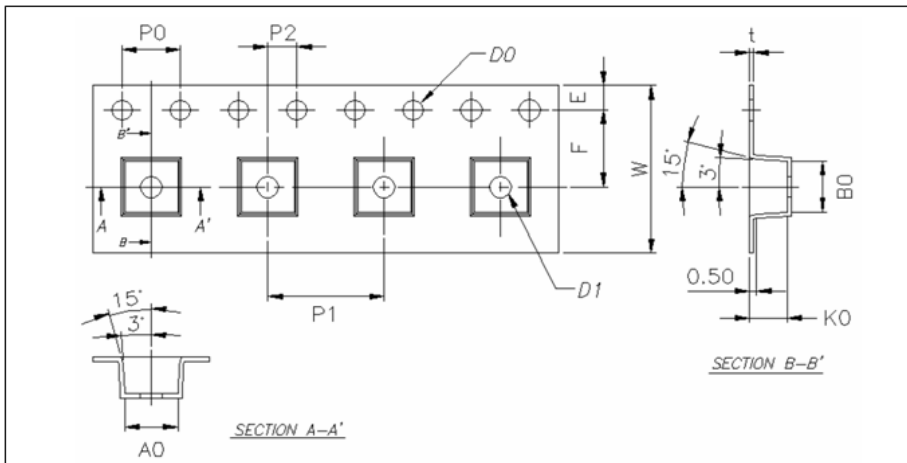 P0 P2 D0 t
E
B'
F
W
15°
3°
B0
A A'
B
D1
0.50
P1
K0
15°
3°
SECTION B-B'
SECTION A-A'
A0